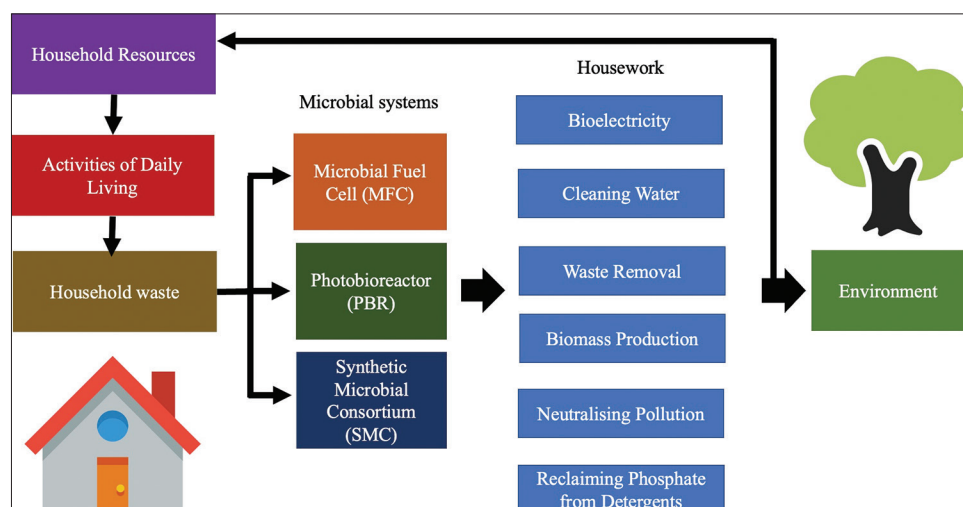 Household Resources
Activities of Daily
Living
Household waste
Microbial systems
Microbial Fuel
Cell (MFC)
Photobioreactor
(PBR)
Synthetic
Microbial
Consortium
(SMC)
Housework
Bioelectricity
Cleaning Water
Waste Removal
Biomass Production
Neutralising Pollution
Reclaiming Phosphate
from Detergents
Environment